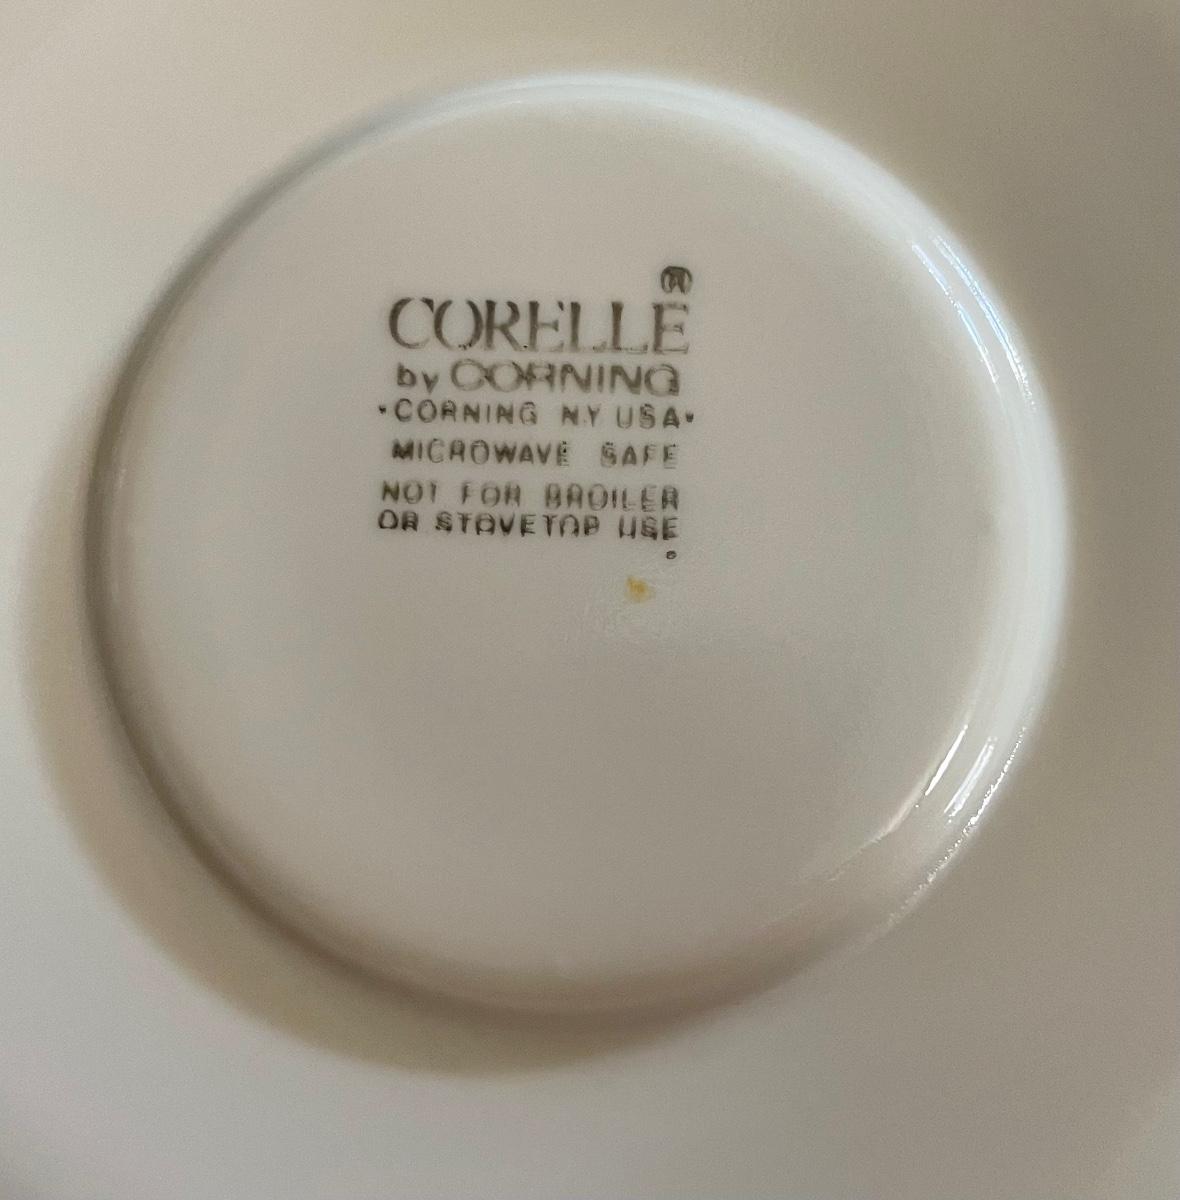 ®
CORELLE
by CORNING
•CORNING N.Y USA•
MICROWAVE SAFE
NOT FOR BROILER
OR STOVETOP USE